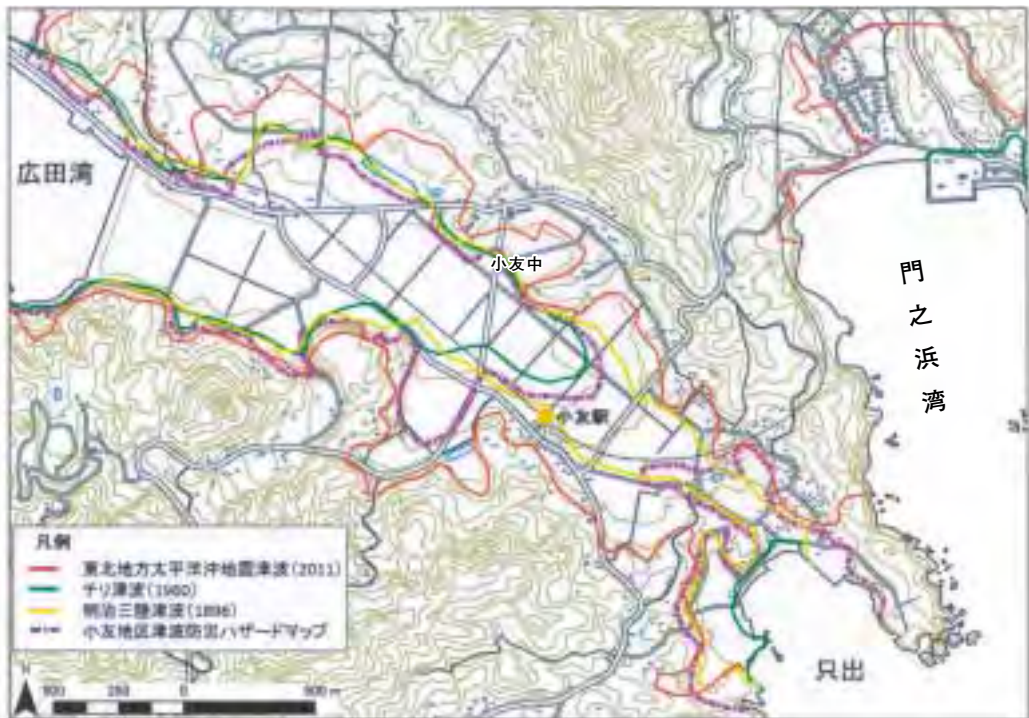 広田湾
小友中
門之浜湾
小友駅
只出
凡例
東北地方太平洋沖地震津波(2011)
チリ津波(1960)
明治三陸津波(1896)
小友地区津波防災ハザードマップ
N
500 250 0 500 m